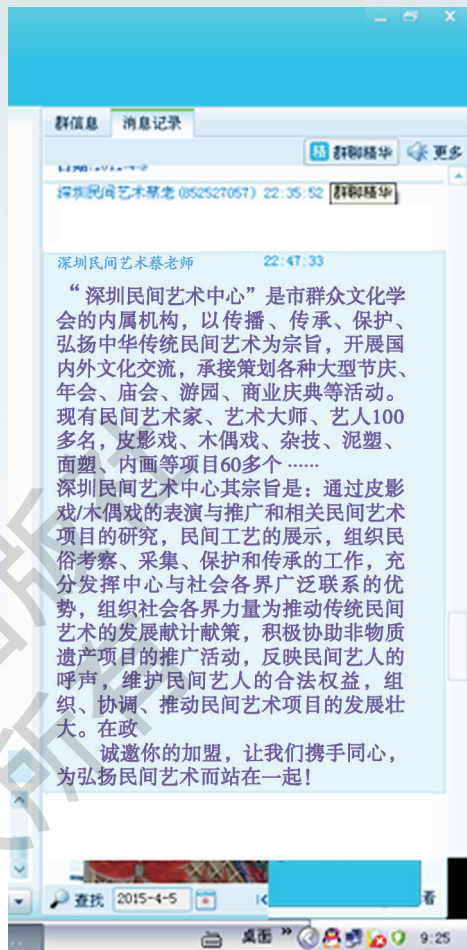 群信息 消息记录
精 群聊精华 更多
深圳民间艺术蔡老(852527057) 22:35:52 群聊精华
深圳民间艺术蔡老师 22:47:33
“深圳民间艺术中心”是市群众文化学
会的内属机构，以传播、传承、保护、
弘扬中华传统民间艺术为宗旨，开展国
内外文化交流，承接策划各种大型节庆、
年会、庙会、游园、商业庆典等活动。
现有民间艺术家、艺术大师、艺人100
多名，皮影戏、木偶戏、杂技、泥塑、
面塑、内画等项目60多个……
深圳民间艺术中心其宗旨是：通过皮影
戏/木偶戏的表演与推广和相关民间艺术
项目的研究，民间工艺的展示，组织民
俗考察、采集、保护和传承的工作，充
分发挥中心与社会各界广泛联系的优
势，组织社会各界力量为推动传统民间
艺术的发展献计献策，积极协助非物质
遗产项目的推广活动，反映民间艺人的
呼声，维护民间艺人的合法权益，组
织、协调、推动民间艺术项目的发展壮
大。在政
诚邀你的加盟，让我们携手同心，
为弘扬民间艺术而站在一起！
查找 2015-4-5 看
桌面 » 9:25